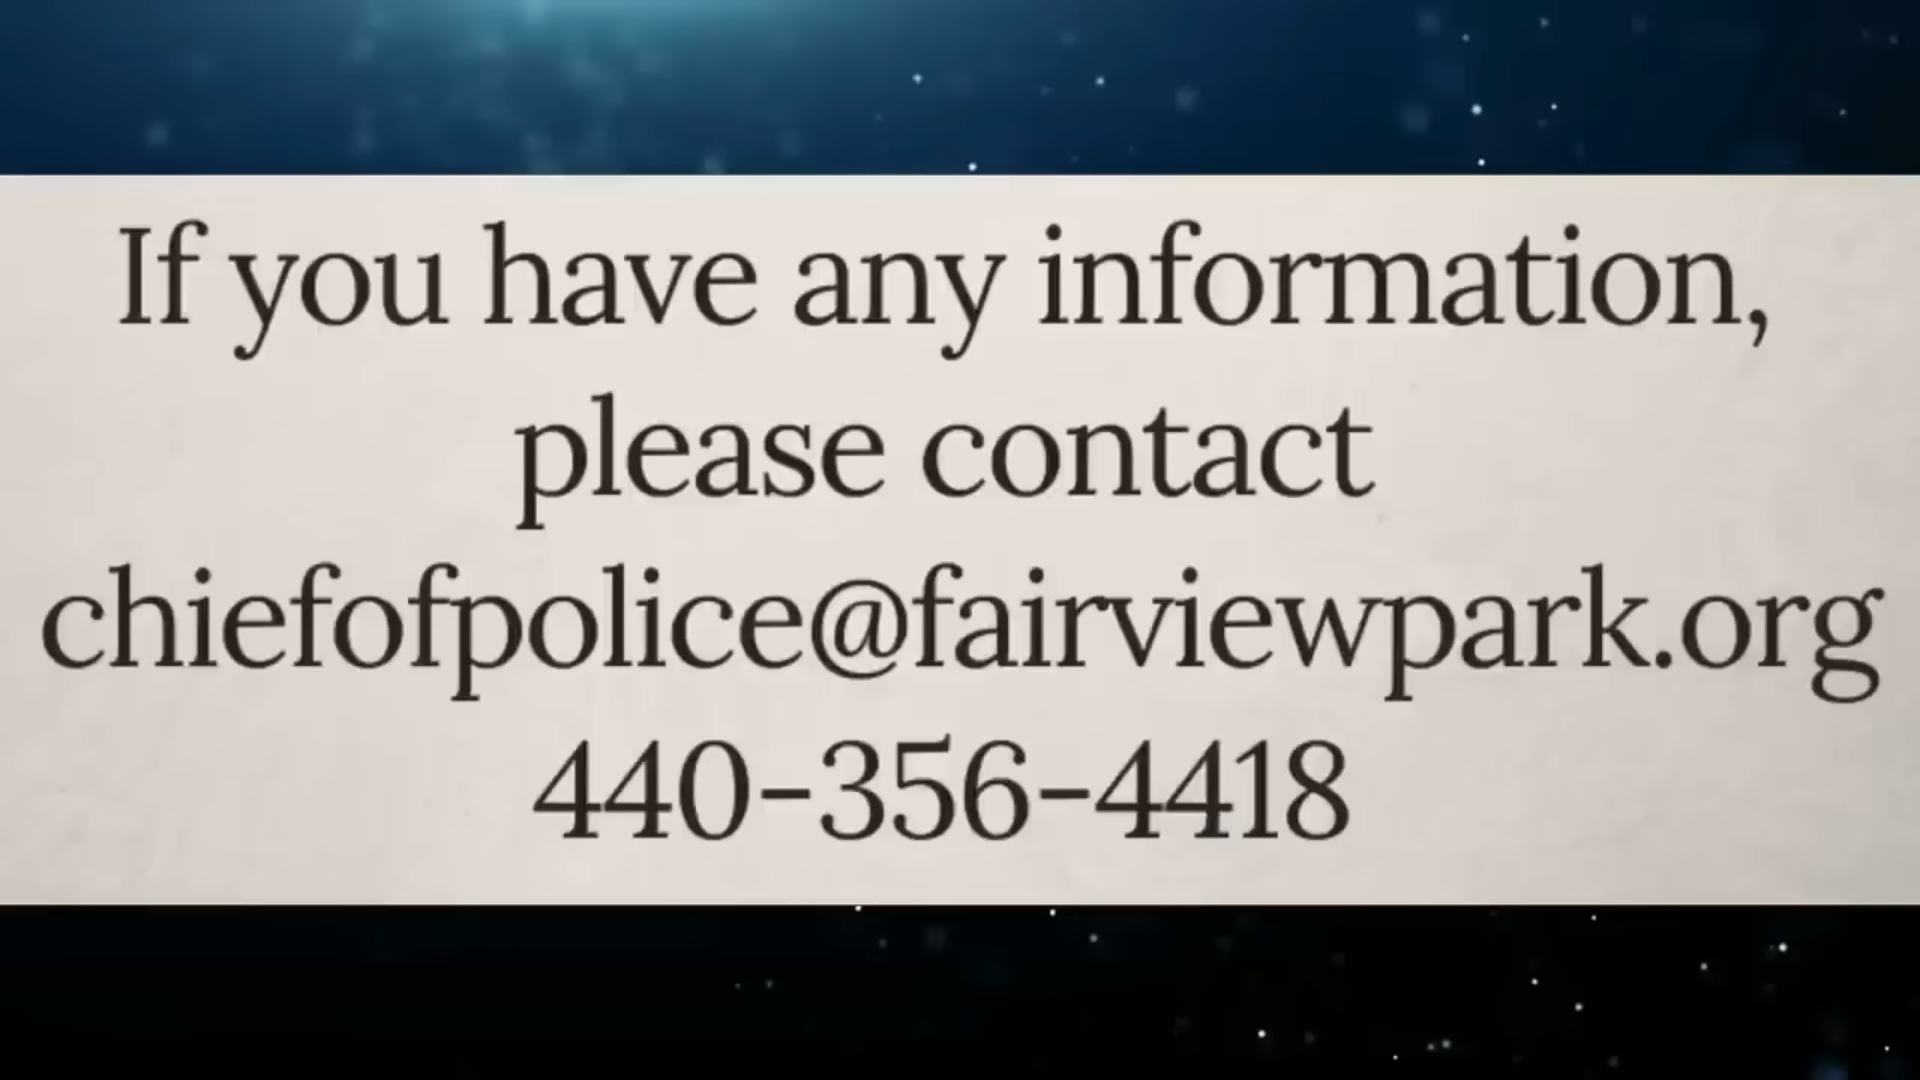 If you have any information,
please contact
chiefofpolice@fairviewpark.org
440-356-4418